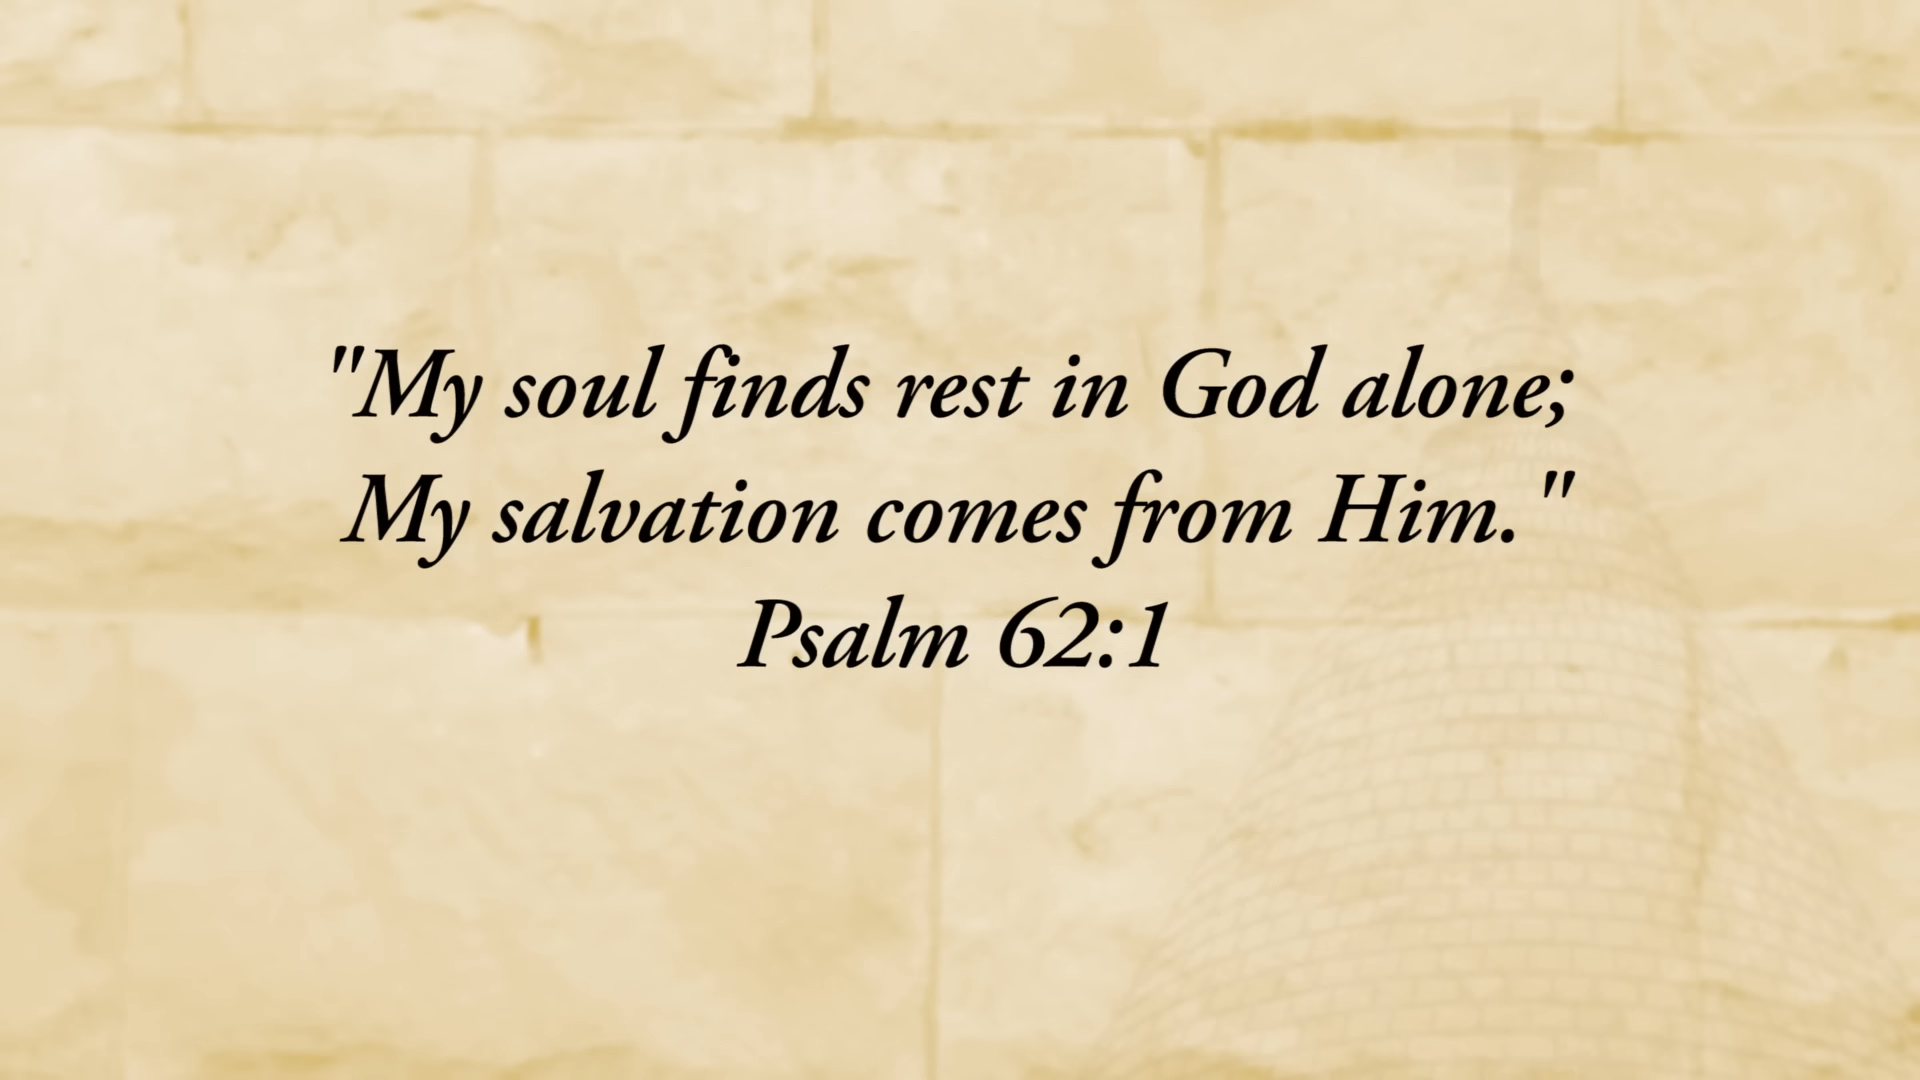 "My soul finds rest in God alone;
My salvation comes from Him."
Psalm 62:1